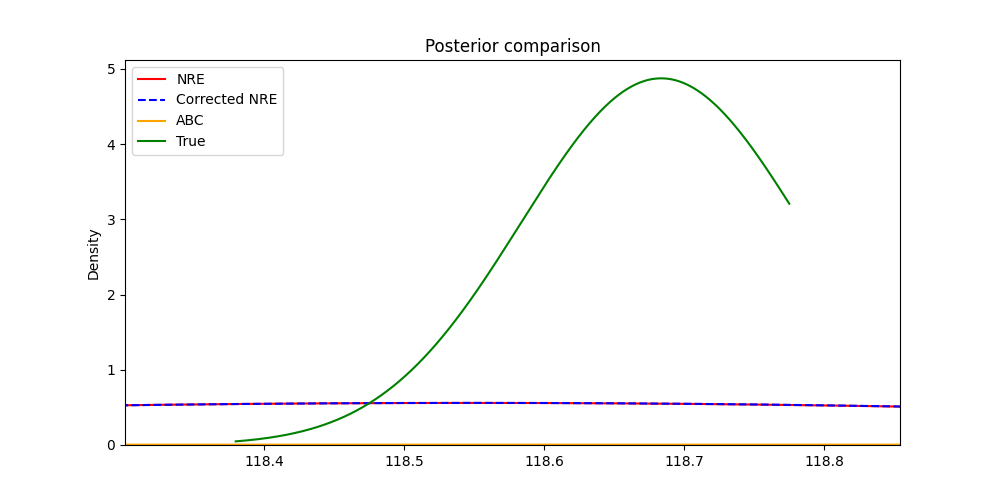 Posterior comparison
NRE
Corrected NRE
ABC
True
Density
5
4
3
2
1
0
118.4 118.5 118.6 118.7 118.8